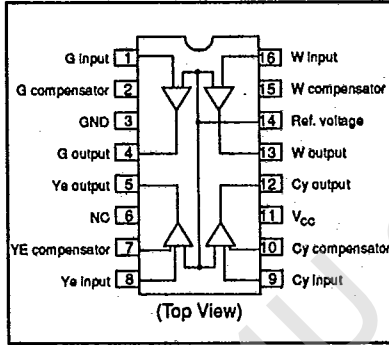 G input 1 16 W input
G compensator 2 15 W compensator
GND 3 14 Ref. voltage
G output 4 13 W output
Ye output 5 12 Cy output
NC 6 11 VCC
YE compensator 7 10 Cy compensator
Ye input 8 9 Cy input
(Top View)